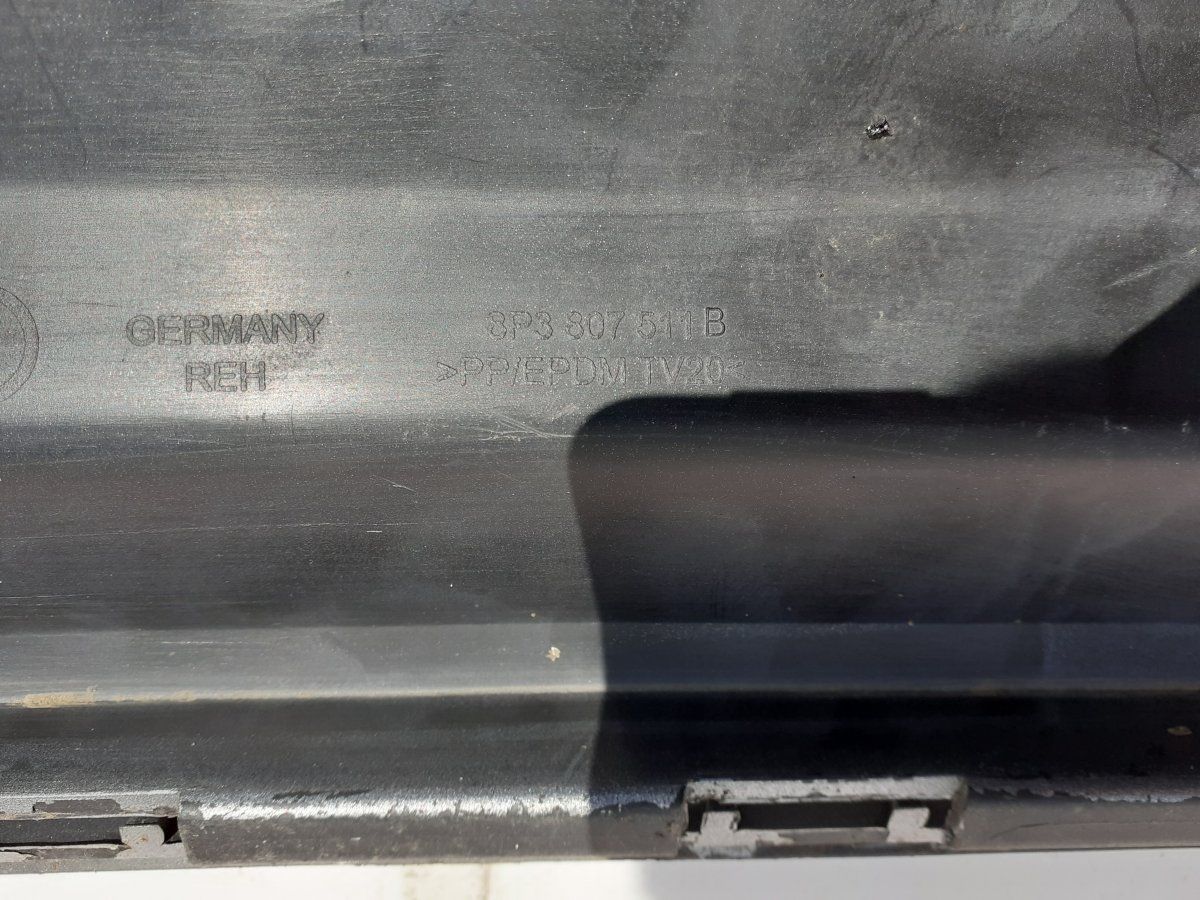 GERMANY
REH
8P3 807 511 B
>PP/EPDM TV20<